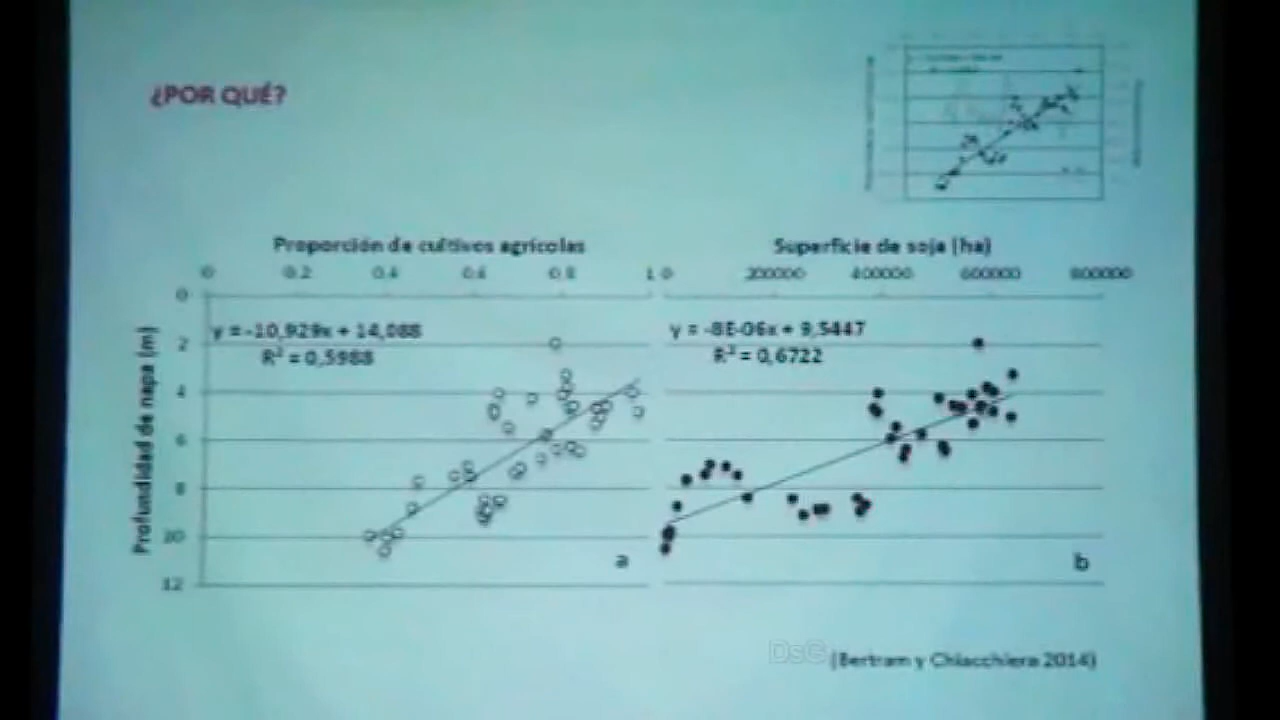 ¿POR QUÉ?
Proporción de cultivos agrícolas
0 0.2 0.4 0.6 0.8 1
Superficie de soja (ha)
0 200000 400000 600000 800000
Profundidad de napa (m)
0
2
4
6
8
10
12
y = -10,929x + 14,088
R² = 0,5988
a
y = -8E-06x + 9,5447
R² = 0,6722
b
DsG
(Bertram y Chiacchiera 2014)